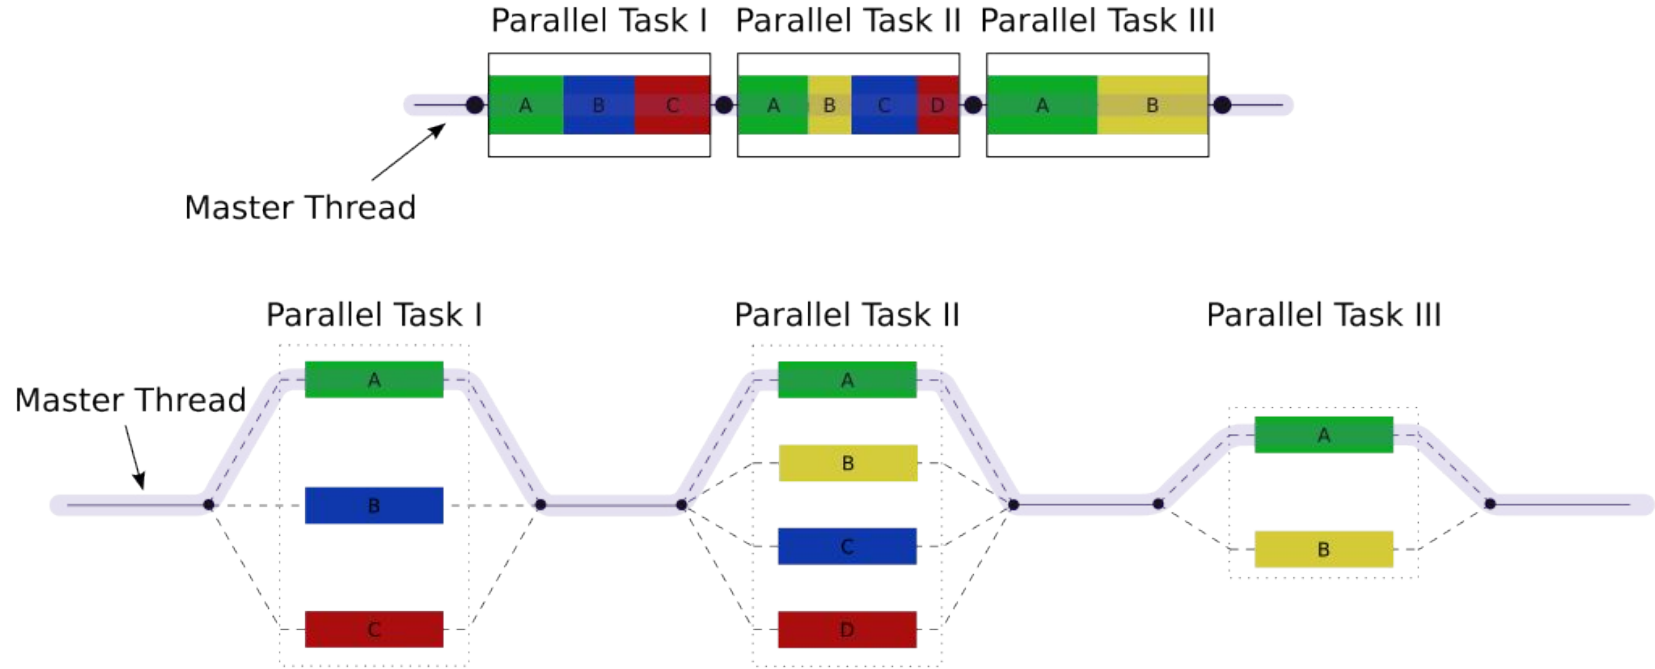 Parallel Task I Parallel Task II Parallel Task III
A B C A B C D A B
Master Thread
Parallel Task I Parallel Task II Parallel Task III
A A
Master Thread
A
B
B
C
B
C D